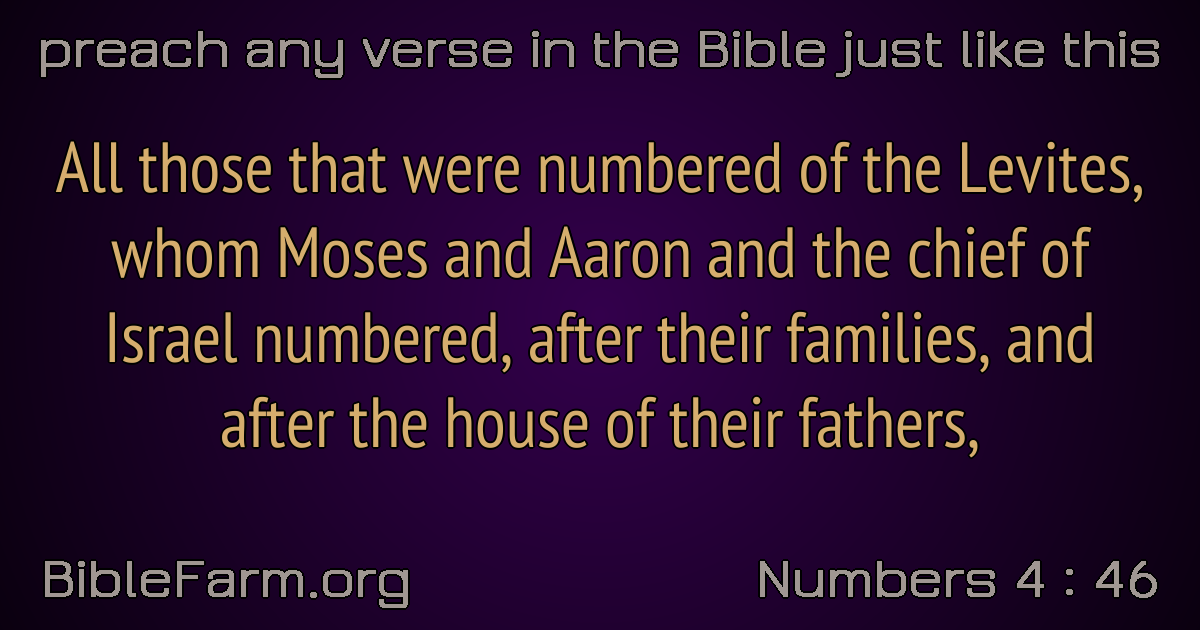 preach any verse in the Bible just like this
All those that were numbered of the Levites,
whom Moses and Aaron and the chief of
Israel numbered, after their families, and
after the house of their fathers,
BibleFarm.org
Numbers 4 : 46